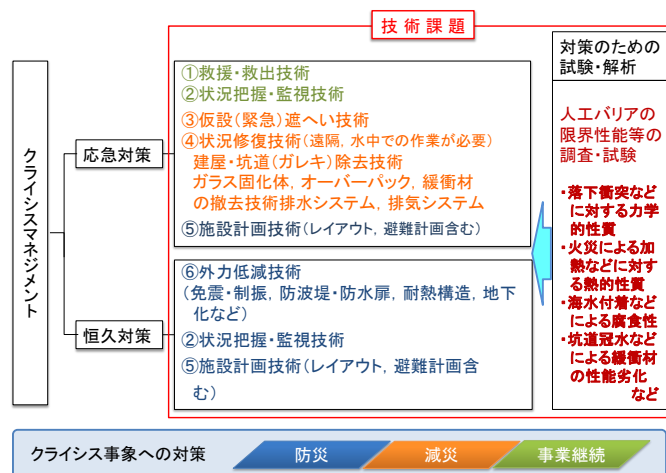 技術課題
クライシスマネジメント
応急対策
①救援・救出技術
②状況把握・監視技術
③仮設(緊急)遮へい技術
④状況修復技術(遠隔,水中での作業が必要)
建屋・坑道(ガレキ)除去技術
ガラス固化体,オーバーパック,緩衝材
の撤去技術排水システム,排気システム
⑤施設計画技術(レイアウト,避難計画含む)
恒久対策
⑥外力低減技術
(免震・制振,防波堤・防水扉,耐熱構造,地下
化など)
②状況把握・監視技術
⑤施設計画技術(レイアウト,避難計画含
む)
対策のための
試験・解析
人工バリアの
限界性能等の
調査・試験
・落下衝突など
に対する力学
的性質
・火災による加
熱などに対す
る熱的性質
・海水付着など
による腐食性
・坑道冠水など
による緩衝材
の性能劣化
など
クライシス事象への対策
防災
減災
事業継続